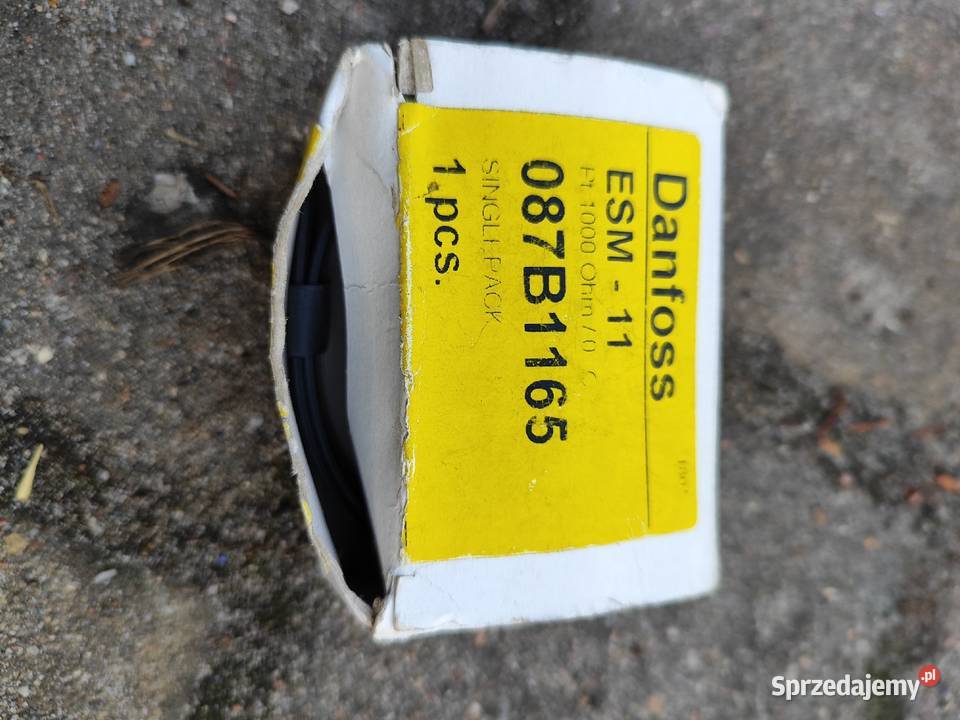 Danfoss
ESM - 11
Pt 1000 Ohm / 0 C
087B1165
SINGLE PACK
1 pcs.
Sprzedajemy.pl